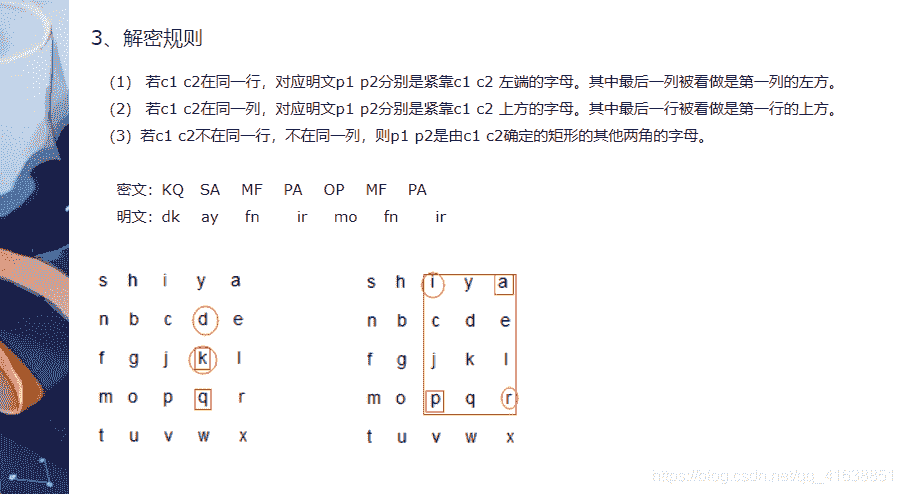 3、解密规则
(1) 若c1 c2在同一行，对应明文p1 p2分别是紧靠c1 c2 左端的字母。其中最后一列被看做是第一列的左方。
(2) 若c1 c2在同一列，对应明文p1 p2分别是紧靠c1 c2 上方的字母。其中最后一行被看做是第一行的上方。
(3) 若c1 c2不在同一行，不在同一列，则p1 p2是由c1 c2确定的矩形的其他两角的字母。
密文：KQ SA MF PA OP MF PA
明文：dk ay fn ir mo fn ir
s h i y a
n b c d e
f g j k l
m o p q r
t u v w x
s h i y a
n b c d e
f g j k l
m o p q r
t u v w x
https://blog.csdn.net/qq_41638851